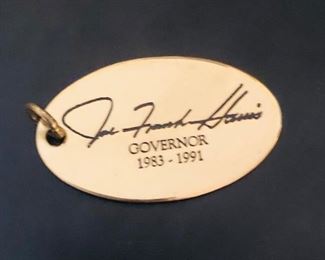 Joe Frank Harris
GOVERNOR
1983 - 1991